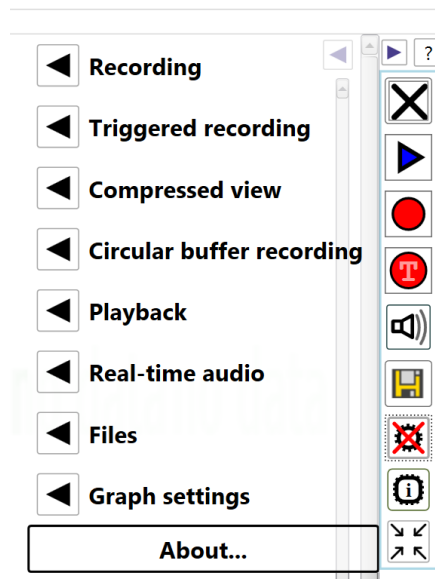 ?
Recording
Triggered recording
Compressed view
Circular buffer recording
T
Playback
Real-time audio
Files
Graph settings
i
About...